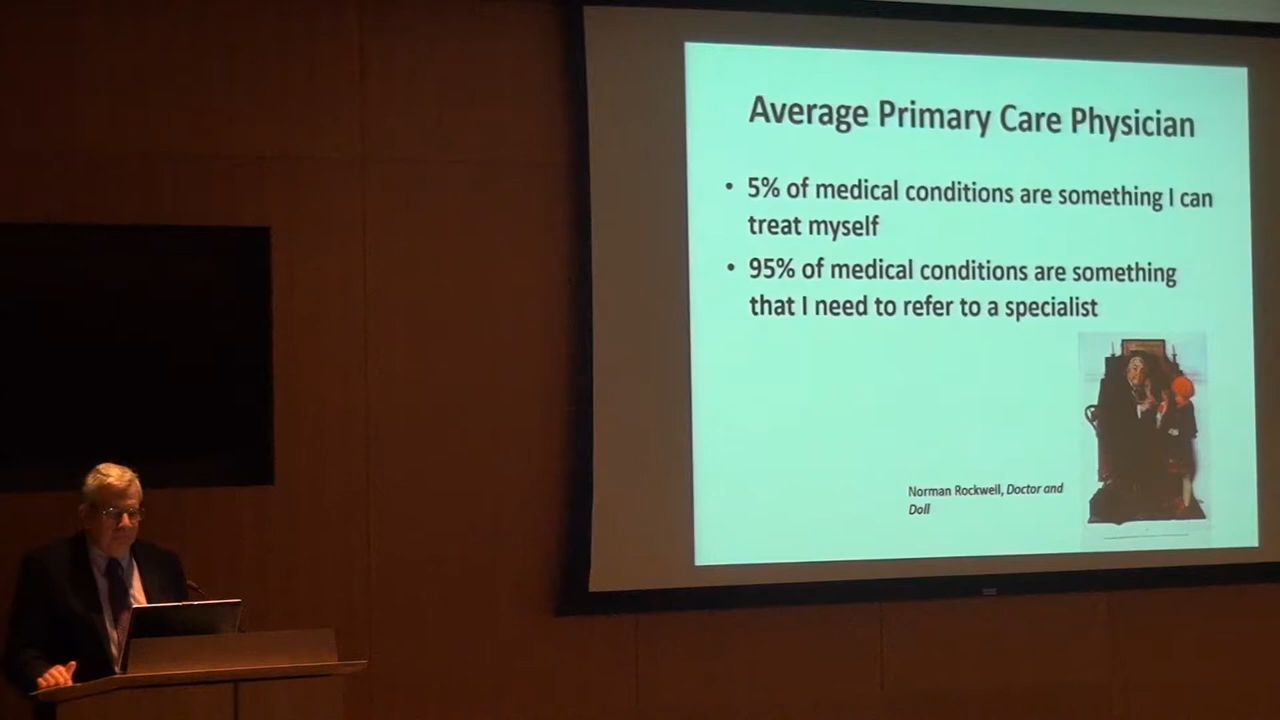 Average Primary Care Physician
• 5% of medical conditions are something I can
treat myself
• 95% of medical conditions are something
that I need to refer to a specialist
Norman Rockwell, Doctor and
Doll